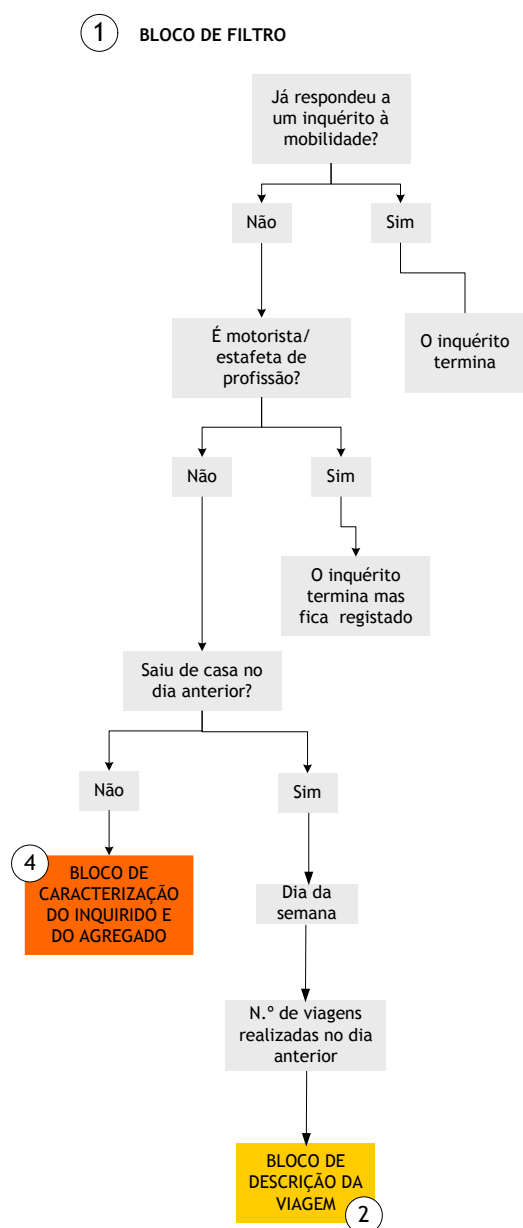 1 BLOCO DE FILTRO
Já respondeu a
um inquérito à
mobilidade?
Não
Sim
É motorista/
estafeta de
profissão?
O inquérito
termina
Não
Sim
O inquérito
termina mas
fica registado
Saiu de casa no
dia anterior?
Não
Sim
4
BLOCO DE
CARACTERIZAÇÃO
DO INQUIRIDO E
DO AGREGADO
Dia da
semana
N.º de viagens
realizadas no dia
anterior
BLOCO DE
DESCRIÇÃO DA
VIAGEM
2